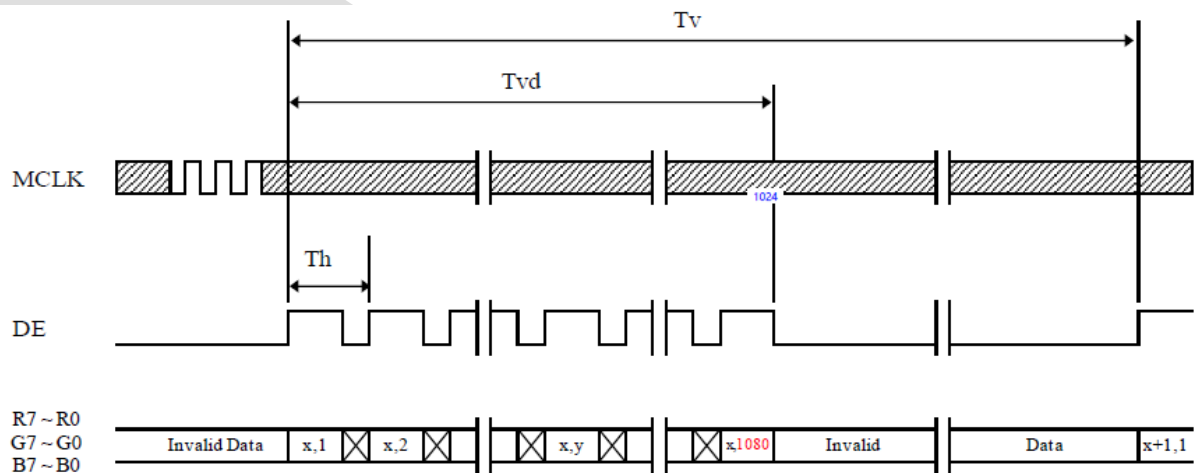 Tv
Tvd
MCLK
1024
Th
DE
R7 ~ R0
G7 ~ G0 Invalid Data x,1 x,2 x,y x,1080 Invalid Data x+1,1
B7 ~ B0